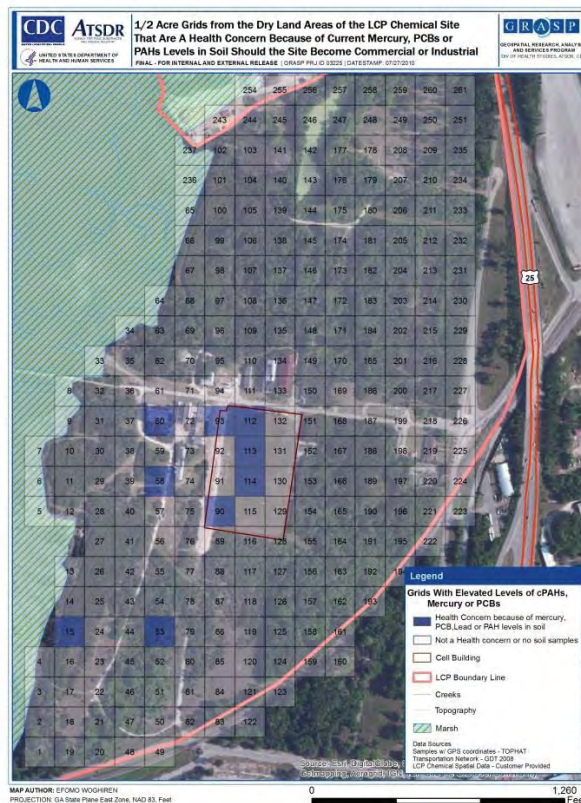 CDC
ATSDR
UNITED STATES DEPARTMENT OF
HEALTH AND HUMAN SERVICES
1/2 Acre Grids from the Dry Land Areas of the LCP Chemical Site
That Are A Health Concern Because of Current Mercury, PCBs or
PAHs Levels in Soil Should the Site Become Commercial or Industrial
FINAL - FOR INTERNAL AND EXTERNAL RELEASE | GRASP PRJ ID 03225 | DATESTAMP: 07/27/2010
GRASP
GEOSPATIAL RESEARCH, ANALYSIS
AND SERVICES PROGRAM
254 255 256 257 258 259 260 261
243 244 245 246 247 248 249 250 251
237 102 103 141 142 177 178 208 209 235
236 101 104 140 143 176 179 207 210 234
65 100 105 139 144 175 180 206 211 233
66 99 106 138 145 174 181 205 212 232
67 98 107 137 146 173 182 204 213 231
25
64 68 97 108 136 147 172 183 203 214 230
34 63 69 96 109 135 148 171 184 202 215 229
33 35 62 70 95 110 134 149 170 185 201 216 228
8 32 36 61 71 94 111 133 150 169 186 200 217 227
9 31 37 60 72 93 112 132 151 168 187 199 218 226
7 10 30 38 59 73 92 113 131 152 167 188 198 219 225
6 11 29 39 58 74 91 114 130 153 166 189 197 220 224
5 12 28 40 57 75 90 115 129 154 165 190 196 221 223
27 41 56 76 89 116 128 155 164 191 195 222
13 26 42 55 77 88 117 127 156 163 192
14 25 43 54 78 87 118 126 157 162 193
15 24 44 53 79 86 119 125 158 161
4 16 23 45 52 80 85 120 124 159 160
3 17 22 46 51 81 84 121 123
2 18 21 47 50 82 83 122
1 19 20 48 49
Legend
Grids With Elevated Levels of cPAHs,
Mercury or PCBs
Health Concern because of mercury,
PCB,Lead or PAH levels in soil
Not a Health concern or no soil samples
Cell Building
LCP Boundary Line
Creeks
Topography
Marsh
Data Sources
Samples w/ GPS coordinates - TOPHAT
Transportation Network - GDT 2008
LCP Chemical Spatial Data - Customer Provided
Source: Esri, DigitalGlobe,
MAP AUTHOR: EFOMO WOGHIREN
PROJECTION: GA State Plane East Zone, NAD 83, Feet
0 1,260
Feet